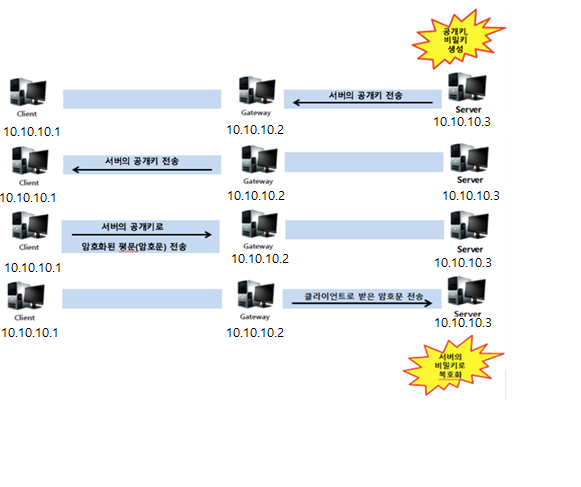 공개키,
비밀키
생성
서버의 공개키 전송
Client
Gateway
Server
10.10.10.1
10.10.10.2
10.10.10.3
서버의 공개키 전송
Client
Gateway
Server
10.10.10.1
10.10.10.2
10.10.10.3
서버의 공개키로
암호화된 평문(암호문) 전송
Client
Gateway
Server
10.10.10.1
10.10.10.2
10.10.10.3
클라이언트로 받은 암호문 전송
Client
Gateway
Server
10.10.10.1
10.10.10.2
10.10.10.3
서버의
비밀키로
복호화